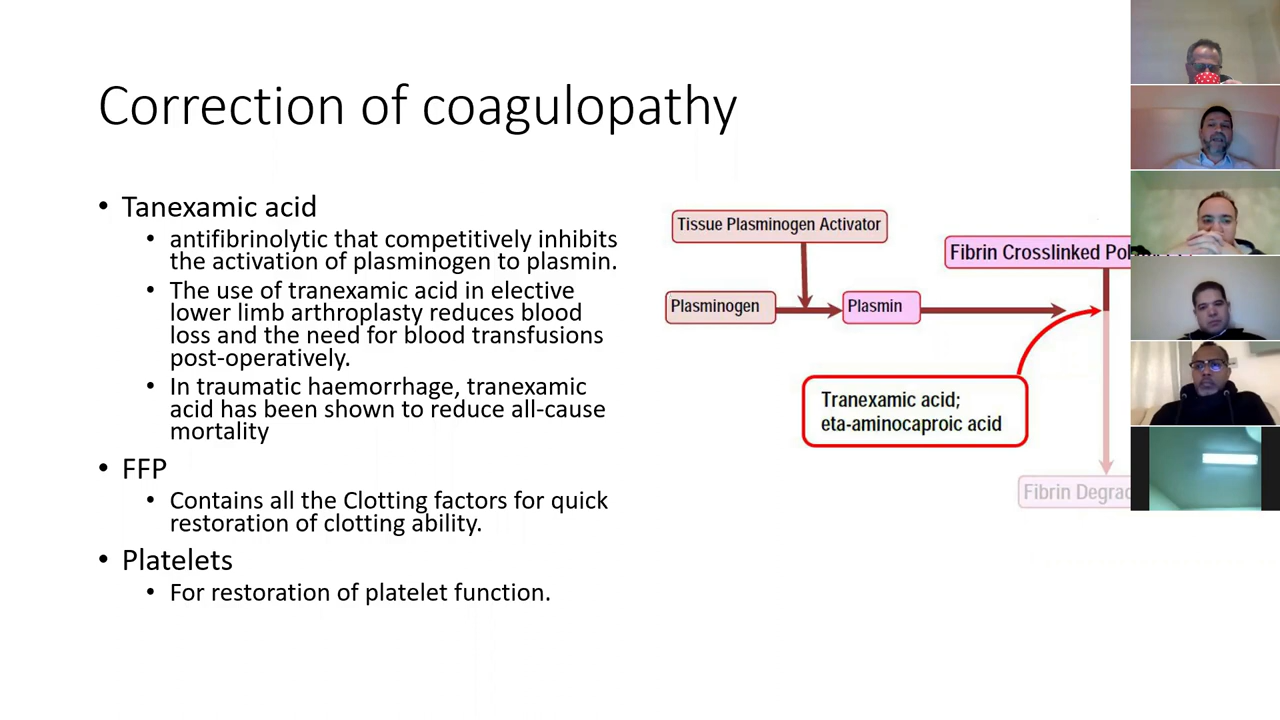 Correction of coagulopathy
• Tanexamic acid
• antifibrinolytic that competitively inhibits
the activation of plasminogen to plasmin.
• The use of tranexamic acid in elective
lower limb arthroplasty reduces blood
loss and the need for blood transfusions
post-operatively.
• In traumatic haemorrhage, tranexamic
acid has been shown to reduce all-cause
mortality
• FFP
• Contains all the Clotting factors for quick
restoration of clotting ability.
• Platelets
• For restoration of platelet function.
Tissue Plasminogen Activator
Fibrin Crosslinked
Plasminogen
Plasmin
Tranexamic acid;
eta-aminocaproic acid
Fibrin